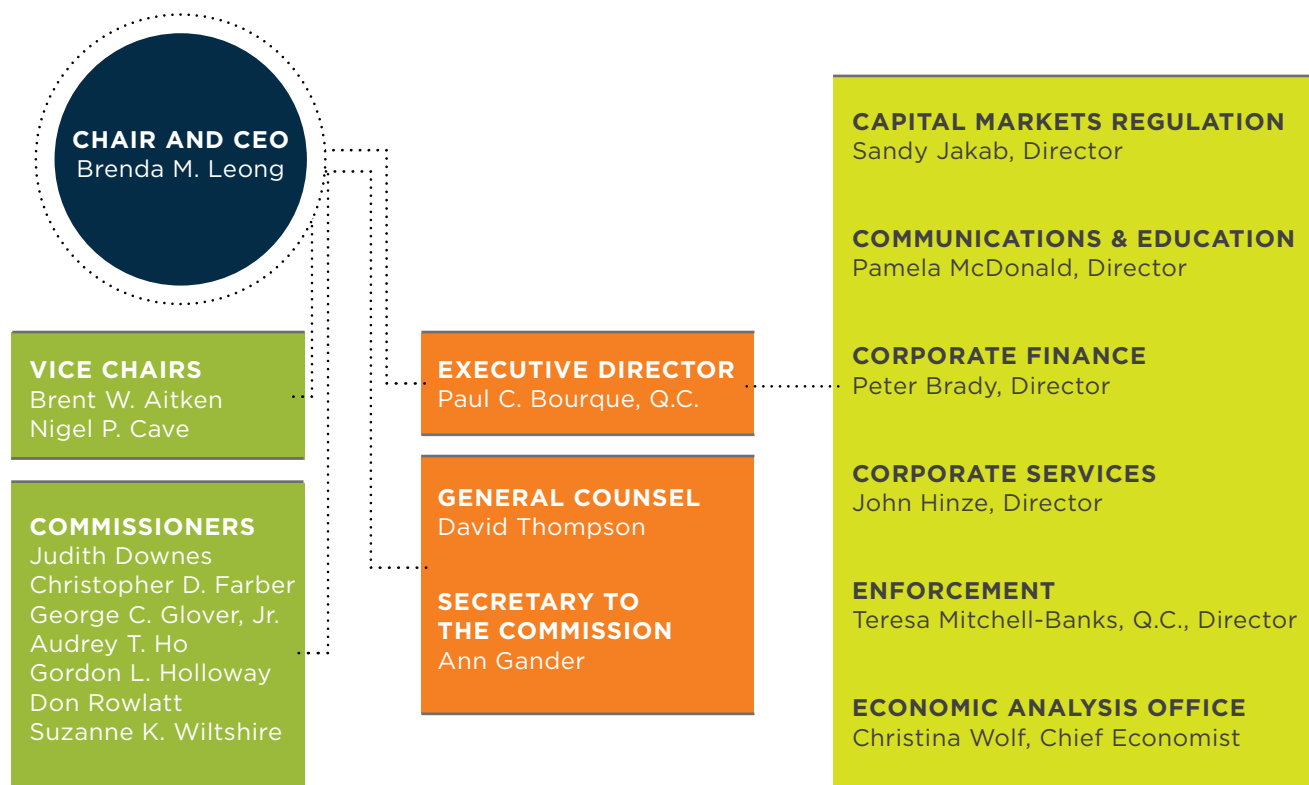 CHAIR AND CEO
Brenda M. Leong
VICE CHAIRS
Brent W. Aitken
Nigel P. Cave
COMMISSIONERS
Judith Downes
Christopher D. Farber
George C. Glover, Jr.
Audrey T. Ho
Gordon L. Holloway
Don Rowlatt
Suzanne K. Wiltshire
EXECUTIVE DIRECTOR
Paul C. Bourque, Q.C.
GENERAL COUNSEL
David Thompson
SECRETARY TO
THE COMMISSION
Ann Gander
CAPITAL MARKETS REGULATION
Sandy Jakab, Director
COMMUNICATIONS & EDUCATION
Pamela McDonald, Director
CORPORATE FINANCE
Peter Brady, Director
CORPORATE SERVICES
John Hinze, Director
ENFORCEMENT
Teresa Mitchell-Banks, Q.C., Director
ECONOMIC ANALYSIS OFFICE
Christina Wolf, Chief Economist